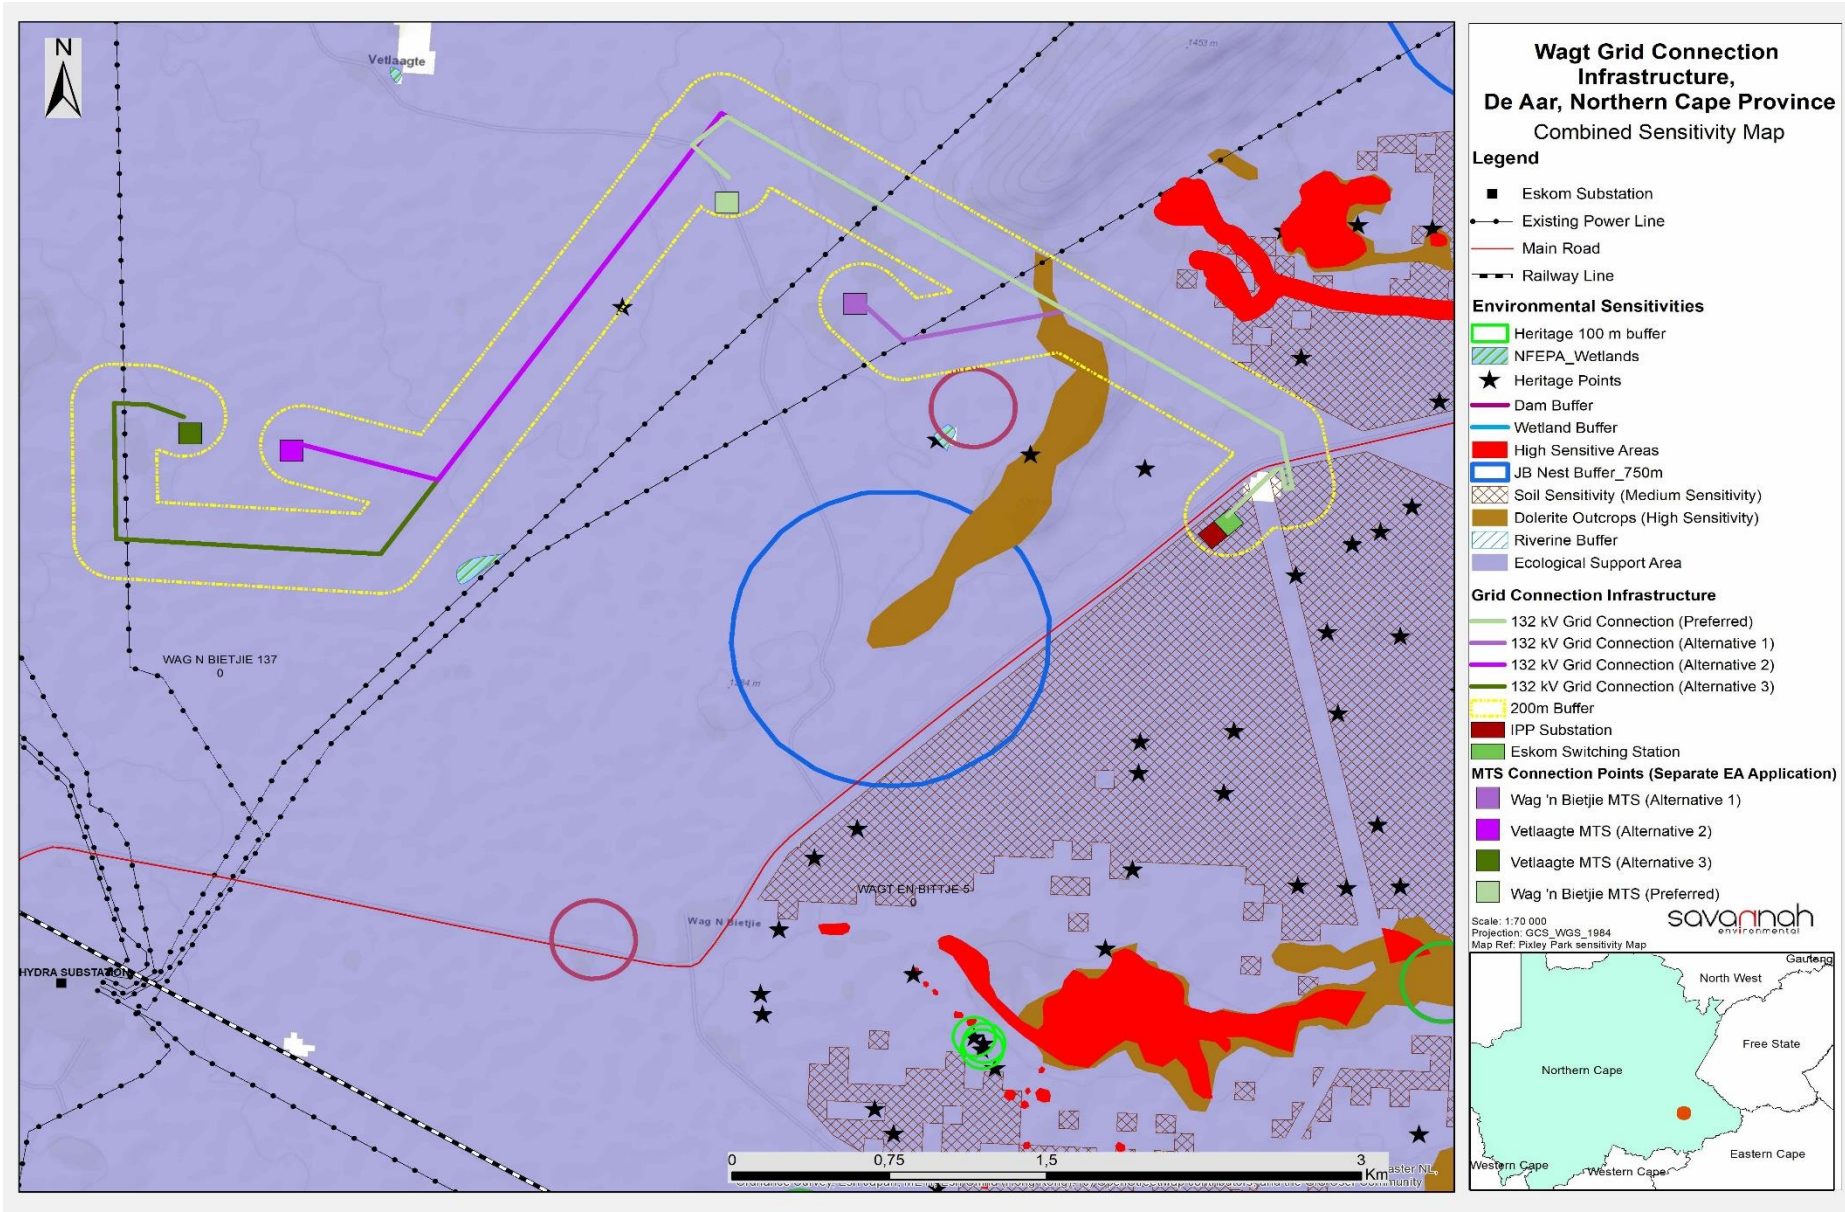 N
Vetlaagte
1453 m
WAG N BIETJIE 137
0
WAGT EN BITTJE 5
0
Wag N Bietjie
HYDRA SUBSTATION
0
0,75
1,5
3
Km
Wagt Grid Connection
Infrastructure,
De Aar, Northern Cape Province
Combined Sensitivity Map
Legend
Eskom Substation
Existing Power Line
Main Road
Railway Line
Environmental Sensitivities
Heritage 100 m buffer
NFEPA_Wetlands
Heritage Points
Dam Buffer
Wetland Buffer
High Sensitive Areas
JB Nest Buffer_750m
Soil Sensitivity (Medium Sensitivity)
Dolerite Outcrops (High Sensitivity)
Riverine Buffer
Ecological Support Area
Grid Connection Infrastructure
132 kV Grid Connection (Preferred)
132 kV Grid Connection (Alternative 1)
132 kV Grid Connection (Alternative 2)
132 kV Grid Connection (Alternative 3)
200m Buffer
IPP Substation
Eskom Switching Station
MTS Connection Points (Separate EA Application)
Wag 'n Bietjie MTS (Alternative 1)
Vetlaagte MTS (Alternative 2)
Vetlaagte MTS (Alternative 3)
Wag 'n Bietjie MTS (Preferred)
Scale: 1:70 000
Projection: GCS_WGS_1984
Map Ref: Pixley Park sensitivity Map
savannah
environmental
Gauteng
North West
Free State
Northern Cape
Eastern Cape
Western Cape
Western Cape